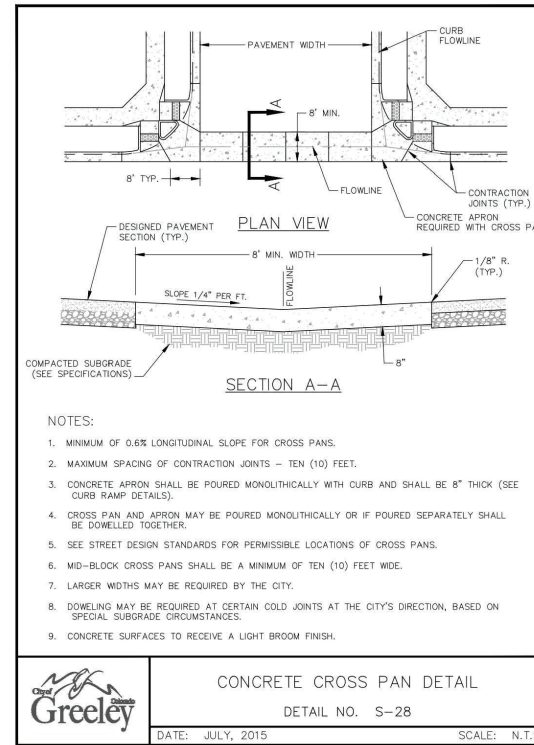 CURB
FLOWLINE
PAVEMENT WIDTH
A
8' MIN.
8' TYP.
A
FLOWLINE
CONTRACTION
JOINTS (TYP.)
CONCRETE APRON
REQUIRED WITH CROSS PA
PLAN VIEW
DESIGNED PAVEMENT
SECTION (TYP.)
8' MIN. WIDTH
1/8" R.
(TYP.)
SLOPE 1/4" PER FT.
FLOWLINE
COMPACTED SUBGRADE
(SEE SPECIFICATIONS)
8"
SECTION A-A
NOTES:
1. MINIMUM OF 0.6% LONGITUDINAL SLOPE FOR CROSS PANS.
2. MAXIMUM SPACING OF CONTRACTION JOINTS – TEN (10) FEET.
3. CONCRETE APRON SHALL BE POURED MONOLITHICALLY WITH CURB AND SHALL BE 8" THICK (SEE
CURB RAMP DETAILS).
4. CROSS PAN AND APRON MAY BE POURED MONOLITHICALLY OR IF POURED SEPARATELY SHALL
BE DOWELLED TOGETHER.
5. SEE STREET DESIGN STANDARDS FOR PERMISSIBLE LOCATIONS OF CROSS PANS.
6. MID-BLOCK CROSS PANS SHALL BE A MINIMUM OF TEN (10) FEET WIDE.
7. LARGER WIDTHS MAY BE REQUIRED BY THE CITY.
8. DOWELING MAY BE REQUIRED AT CERTAIN COLD JOINTS AT THE CITY'S DIRECTION, BASED ON
SPECIAL SUBGRADE CIRCUMSTANCES.
9. CONCRETE SURFACES TO RECEIVE A LIGHT BROOM FINISH.
City of
Colorado
Greeley
CONCRETE CROSS PAN DETAIL
DETAIL NO. S-28
DATE: JULY, 2015
SCALE: N.T.